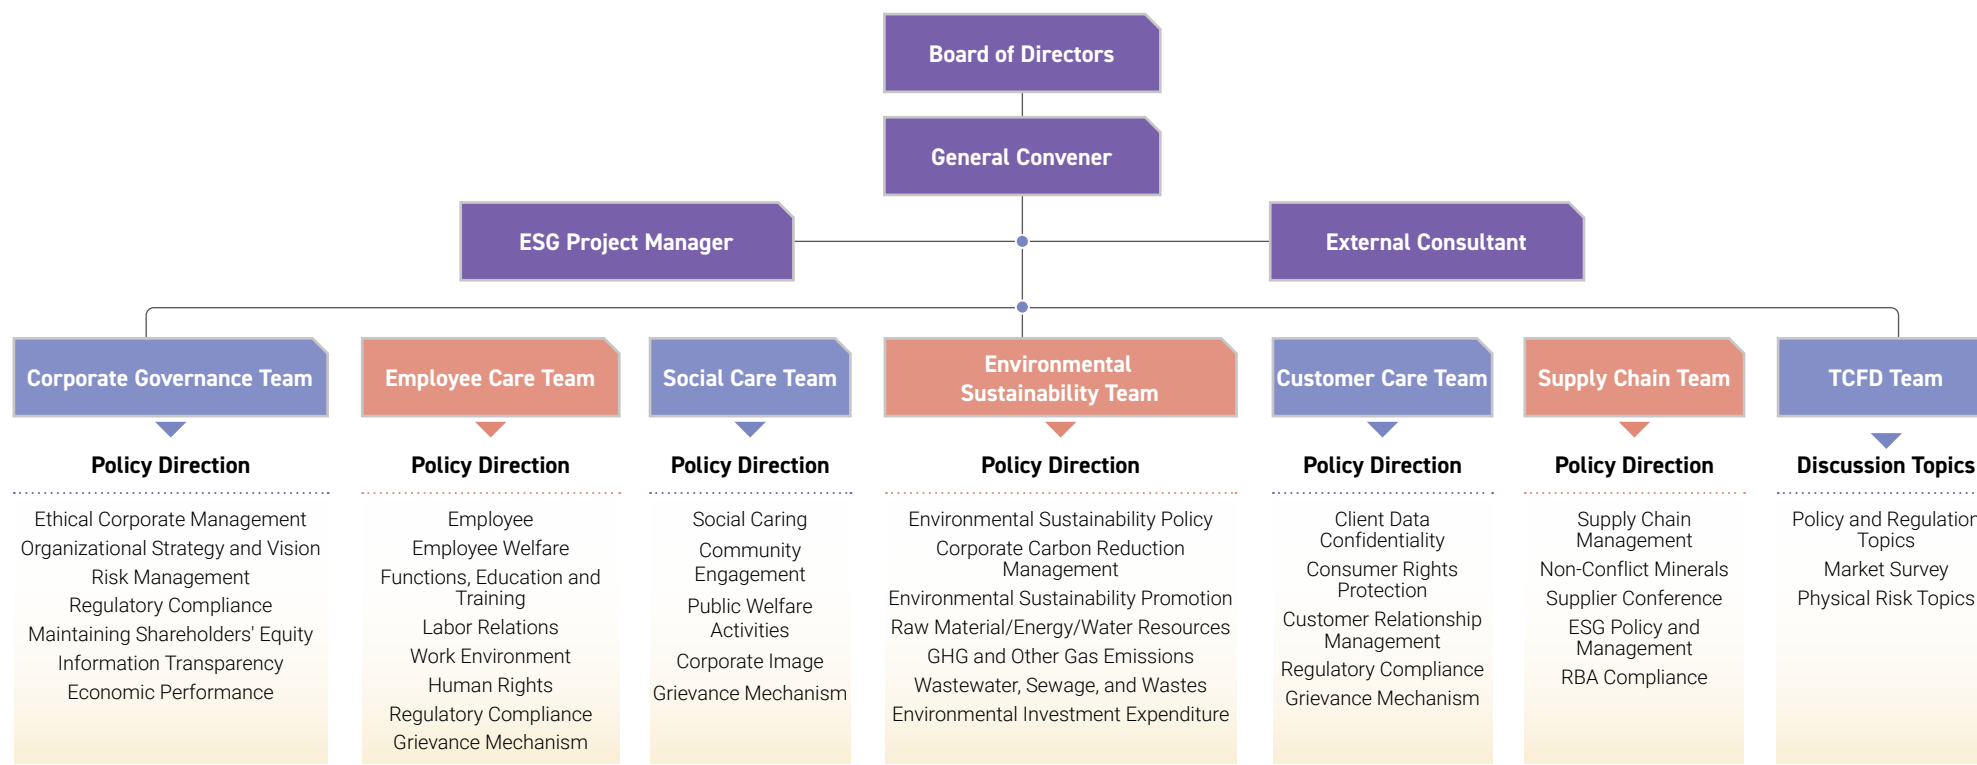 Board of Directors
General Convener
ESG Project Manager
External Consultant
Corporate Governance Team
Policy Direction
Ethical Corporate Management
Organizational Strategy and Vision
Risk Management
Regulatory Compliance
Maintaining Shareholders' Equity
Information Transparency
Economic Performance
Employee Care Team
Policy Direction
Employee
Employee Welfare
Functions, Education and
Training
Labor Relations
Work Environment
Human Rights
Regulatory Compliance
Grievance Mechanism
Social Care Team
Policy Direction
Social Caring
Community
Engagement
Public Welfare
Activities
Corporate Image
Grievance Mechanism
Environmental
Sustainability Team
Policy Direction
Environmental Sustainability Policy
Corporate Carbon Reduction
Management
Environmental Sustainability Promotion
Raw Material/Energy/Water Resources
GHG and Other Gas Emissions
Wastewater, Sewage, and Wastes
Environmental Investment Expenditure
Customer Care Team
Policy Direction
Client Data
Confidentiality
Consumer Rights
Protection
Customer Relationship
Management
Regulatory Compliance
Grievance Mechanism
Supply Chain Team
Policy Direction
Supply Chain
Management
Non-Conflict Minerals
Supplier Conference
ESG Policy and
Management
RBA Compliance
TCFD Team
Discussion Topics
Policy and Regulation
Topics
Market Survey
Physical Risk Topics